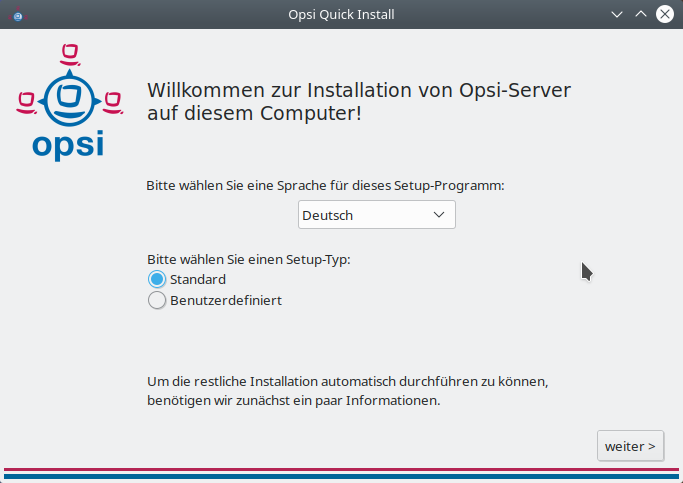 Opsi Quick Install
opsi
Willkommen zur Installation von Opsi-Server
auf diesem Computer!
Bitte wählen Sie eine Sprache für dieses Setup-Programm:
Deutsch
Bitte wählen Sie einen Setup-Typ:
Standard
Benutzerdefiniert
Um die restliche Installation automatisch durchführen zu können,
benötigen wir zunächst ein paar Informationen.
weiter >